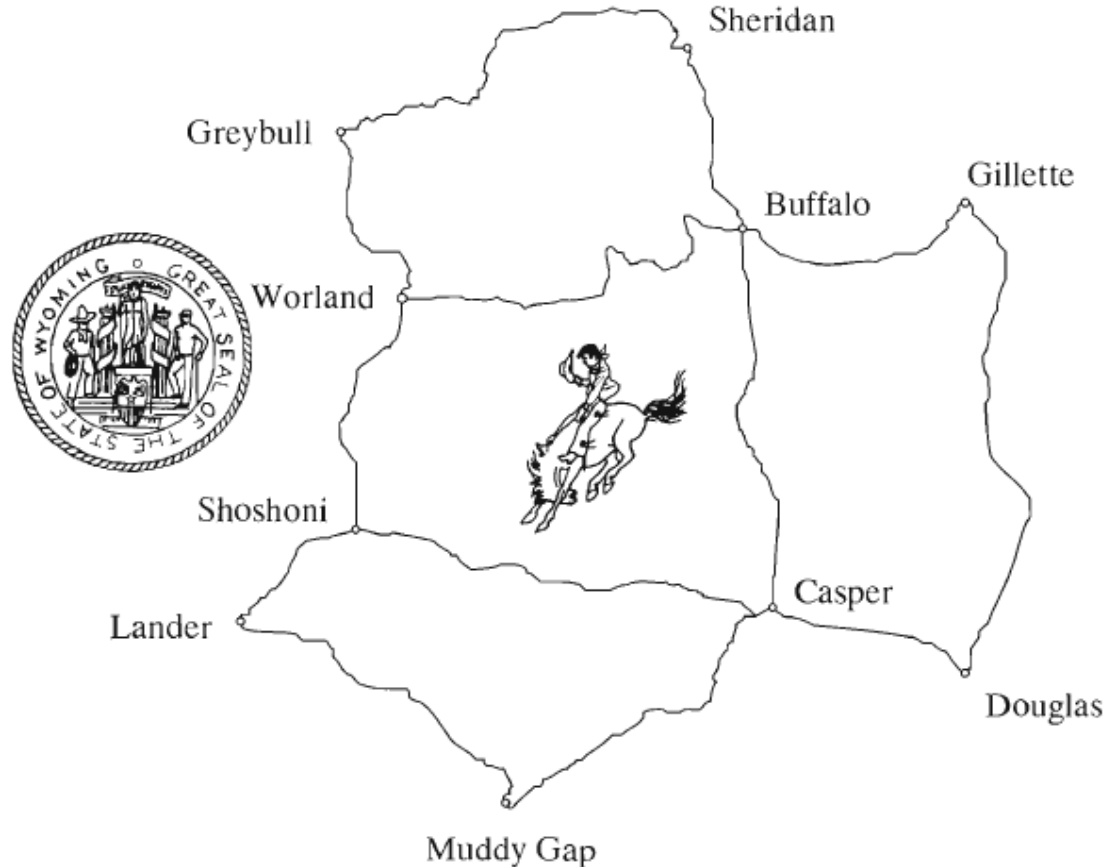 Sheridan
Greybull
Gillette
Buffalo
Worland
GREAT SEAL OF THE STATE OF WYOMING
Shoshoni
Casper
Lander
Douglas
Muddy Gap